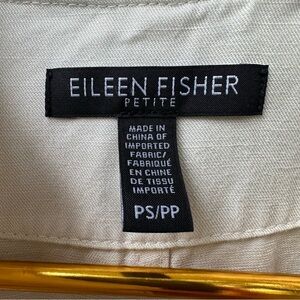 EILEEN FISHER
PETITE
MADE IN
CHINA OF
IMPORTED
FABRIC/
FABRIQUÉ
EN CHINE
DE TISSU
IMPORTÉ
PS/PP